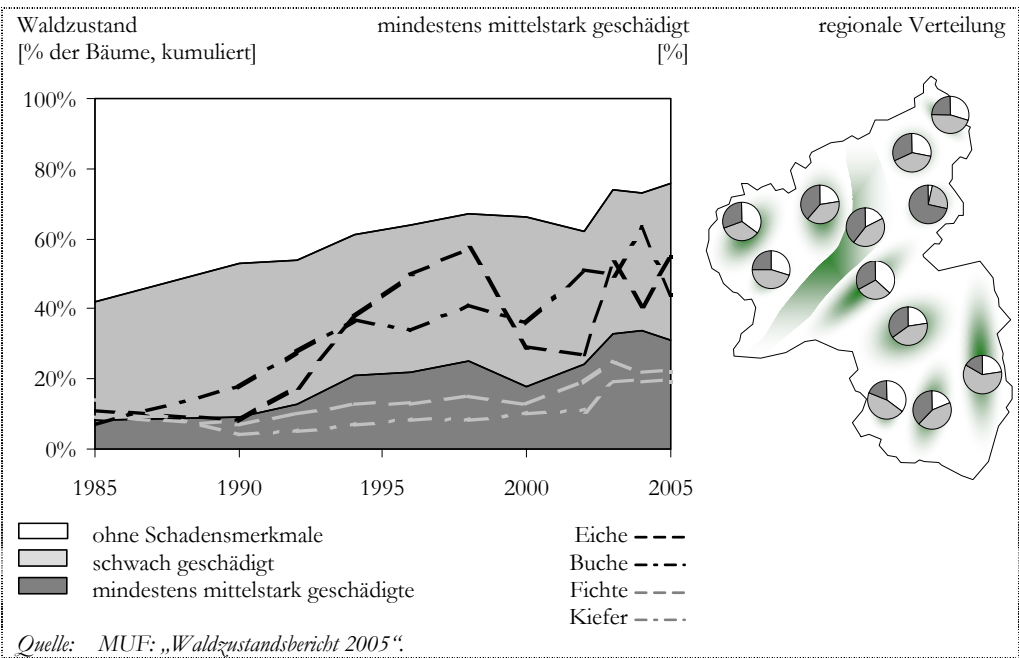 Waldzustand
[% der Bäume, kumuliert]
mindestens mittelstark geschädigt
[%]
regionale Verteilung
100%
80%
60%
40%
20%
0%
1985
1990
1995
2000
2005
ohne Schadensmerkmale
schwach geschädigt
mindestens mittelstark geschädigte
Eiche
Buche
Fichte
Kiefer
Quelle: MUF: „Waldzustandsbericht 2005“.